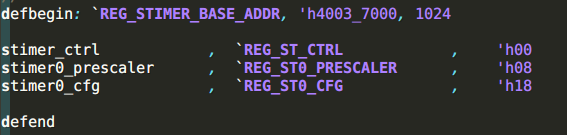 defbegin: `REG_STIMER_BASE_ADDR, 'h4003_7000, 1024
stimer_ctrl , `REG_ST_CTRL , 'h00
stimer0_prescaler , `REG_ST0_PRESCALER , 'h08
stimer0_cfg , `REG_ST0_CFG , 'h18
defend